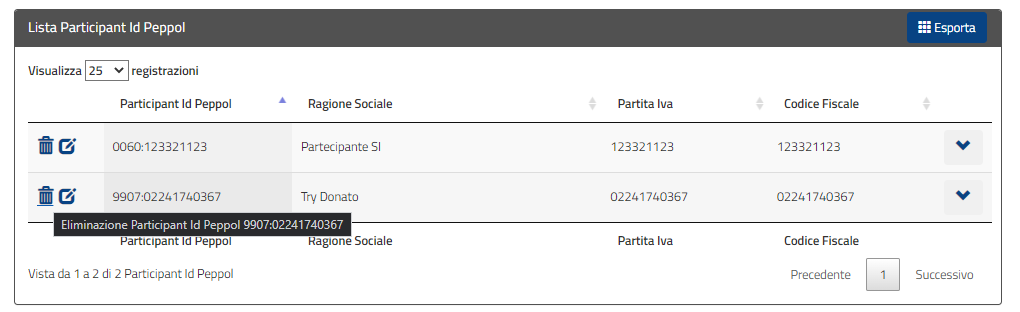 Lista Participant Id Peppol Esporta
Visualizza 25 registrazioni
Participant Id Peppol Ragione Sociale Partita Iva Codice Fiscale
0060:123321123 Partecipante SI 123321123 123321123
9907:02241740367 Try Donato 02241740367 02241740367
Eliminazione Participant Id Peppol 9907:02241740367
Participant Id Peppol Ragione Sociale Partita Iva Codice Fiscale
Vista da 1 a 2 di 2 Participant Id Peppol Precedente 1 Successivo